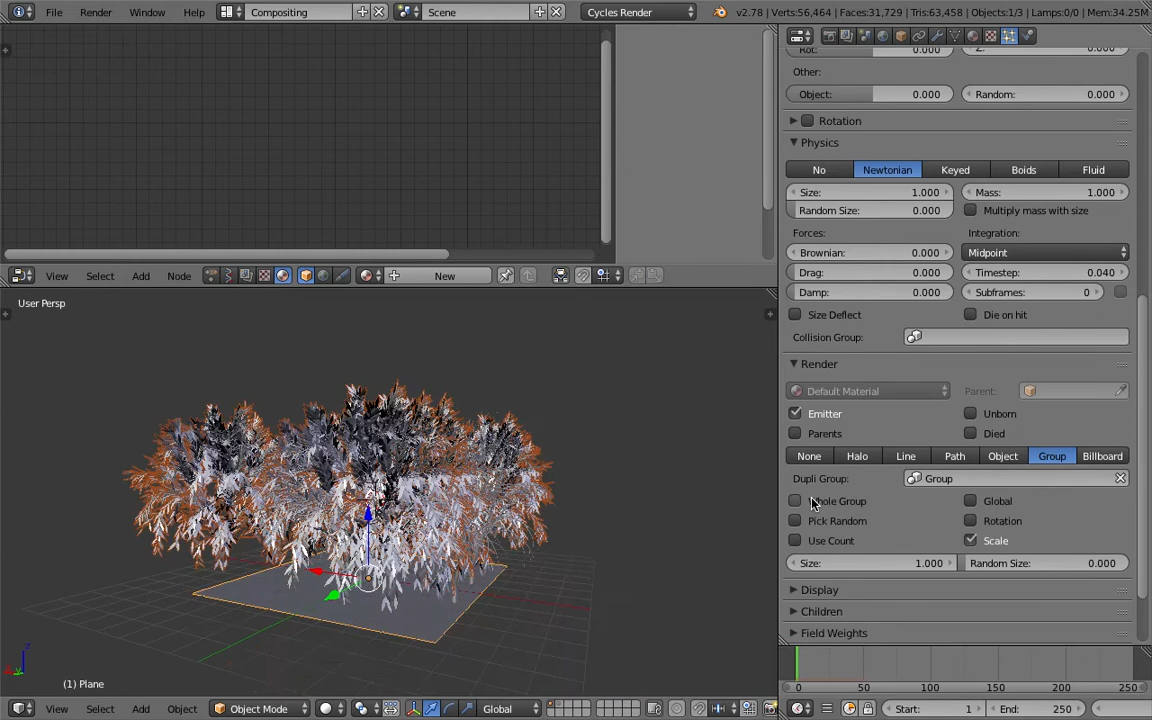 File Render Window Help Compositing Scene Cycles Render v2.78 | Verts:56,464 | Faces:31,729 | Tris:63,458 | Objects:1/3 | Lamps:0/0 | Mem:34.25M
Rot: 0.000 Z: 0.000
Other:
Object: 0.000 Random: 0.000
Rotation
Physics
No Newtonian Keyed Boids Fluid
Size: 1.000 Mass: 1.000
Random Size: 0.000 Multiply mass with size
Forces: Integration:
Brownian: 0.000 Midpoint
Drag: 0.000 Timestep: 0.040
Damp: 0.000 Subframes: 0
Size Deflect Die on hit
Collision Group:
Render
Default Material Parent:
Emitter Unborn
Parents Died
None Halo Line Path Object Group Billboard
Dupli Group: Group
Whole Group Global
Pick Random Rotation
Use Count Scale
Size: 1.000 Random Size: 0.000
Display
Children
Field Weights
View Select Add Node New
User Persp
z
y
(1) Plane
View Select Add Object Object Mode Global
0 50 100 150 200 250
Start: 1 End: 250